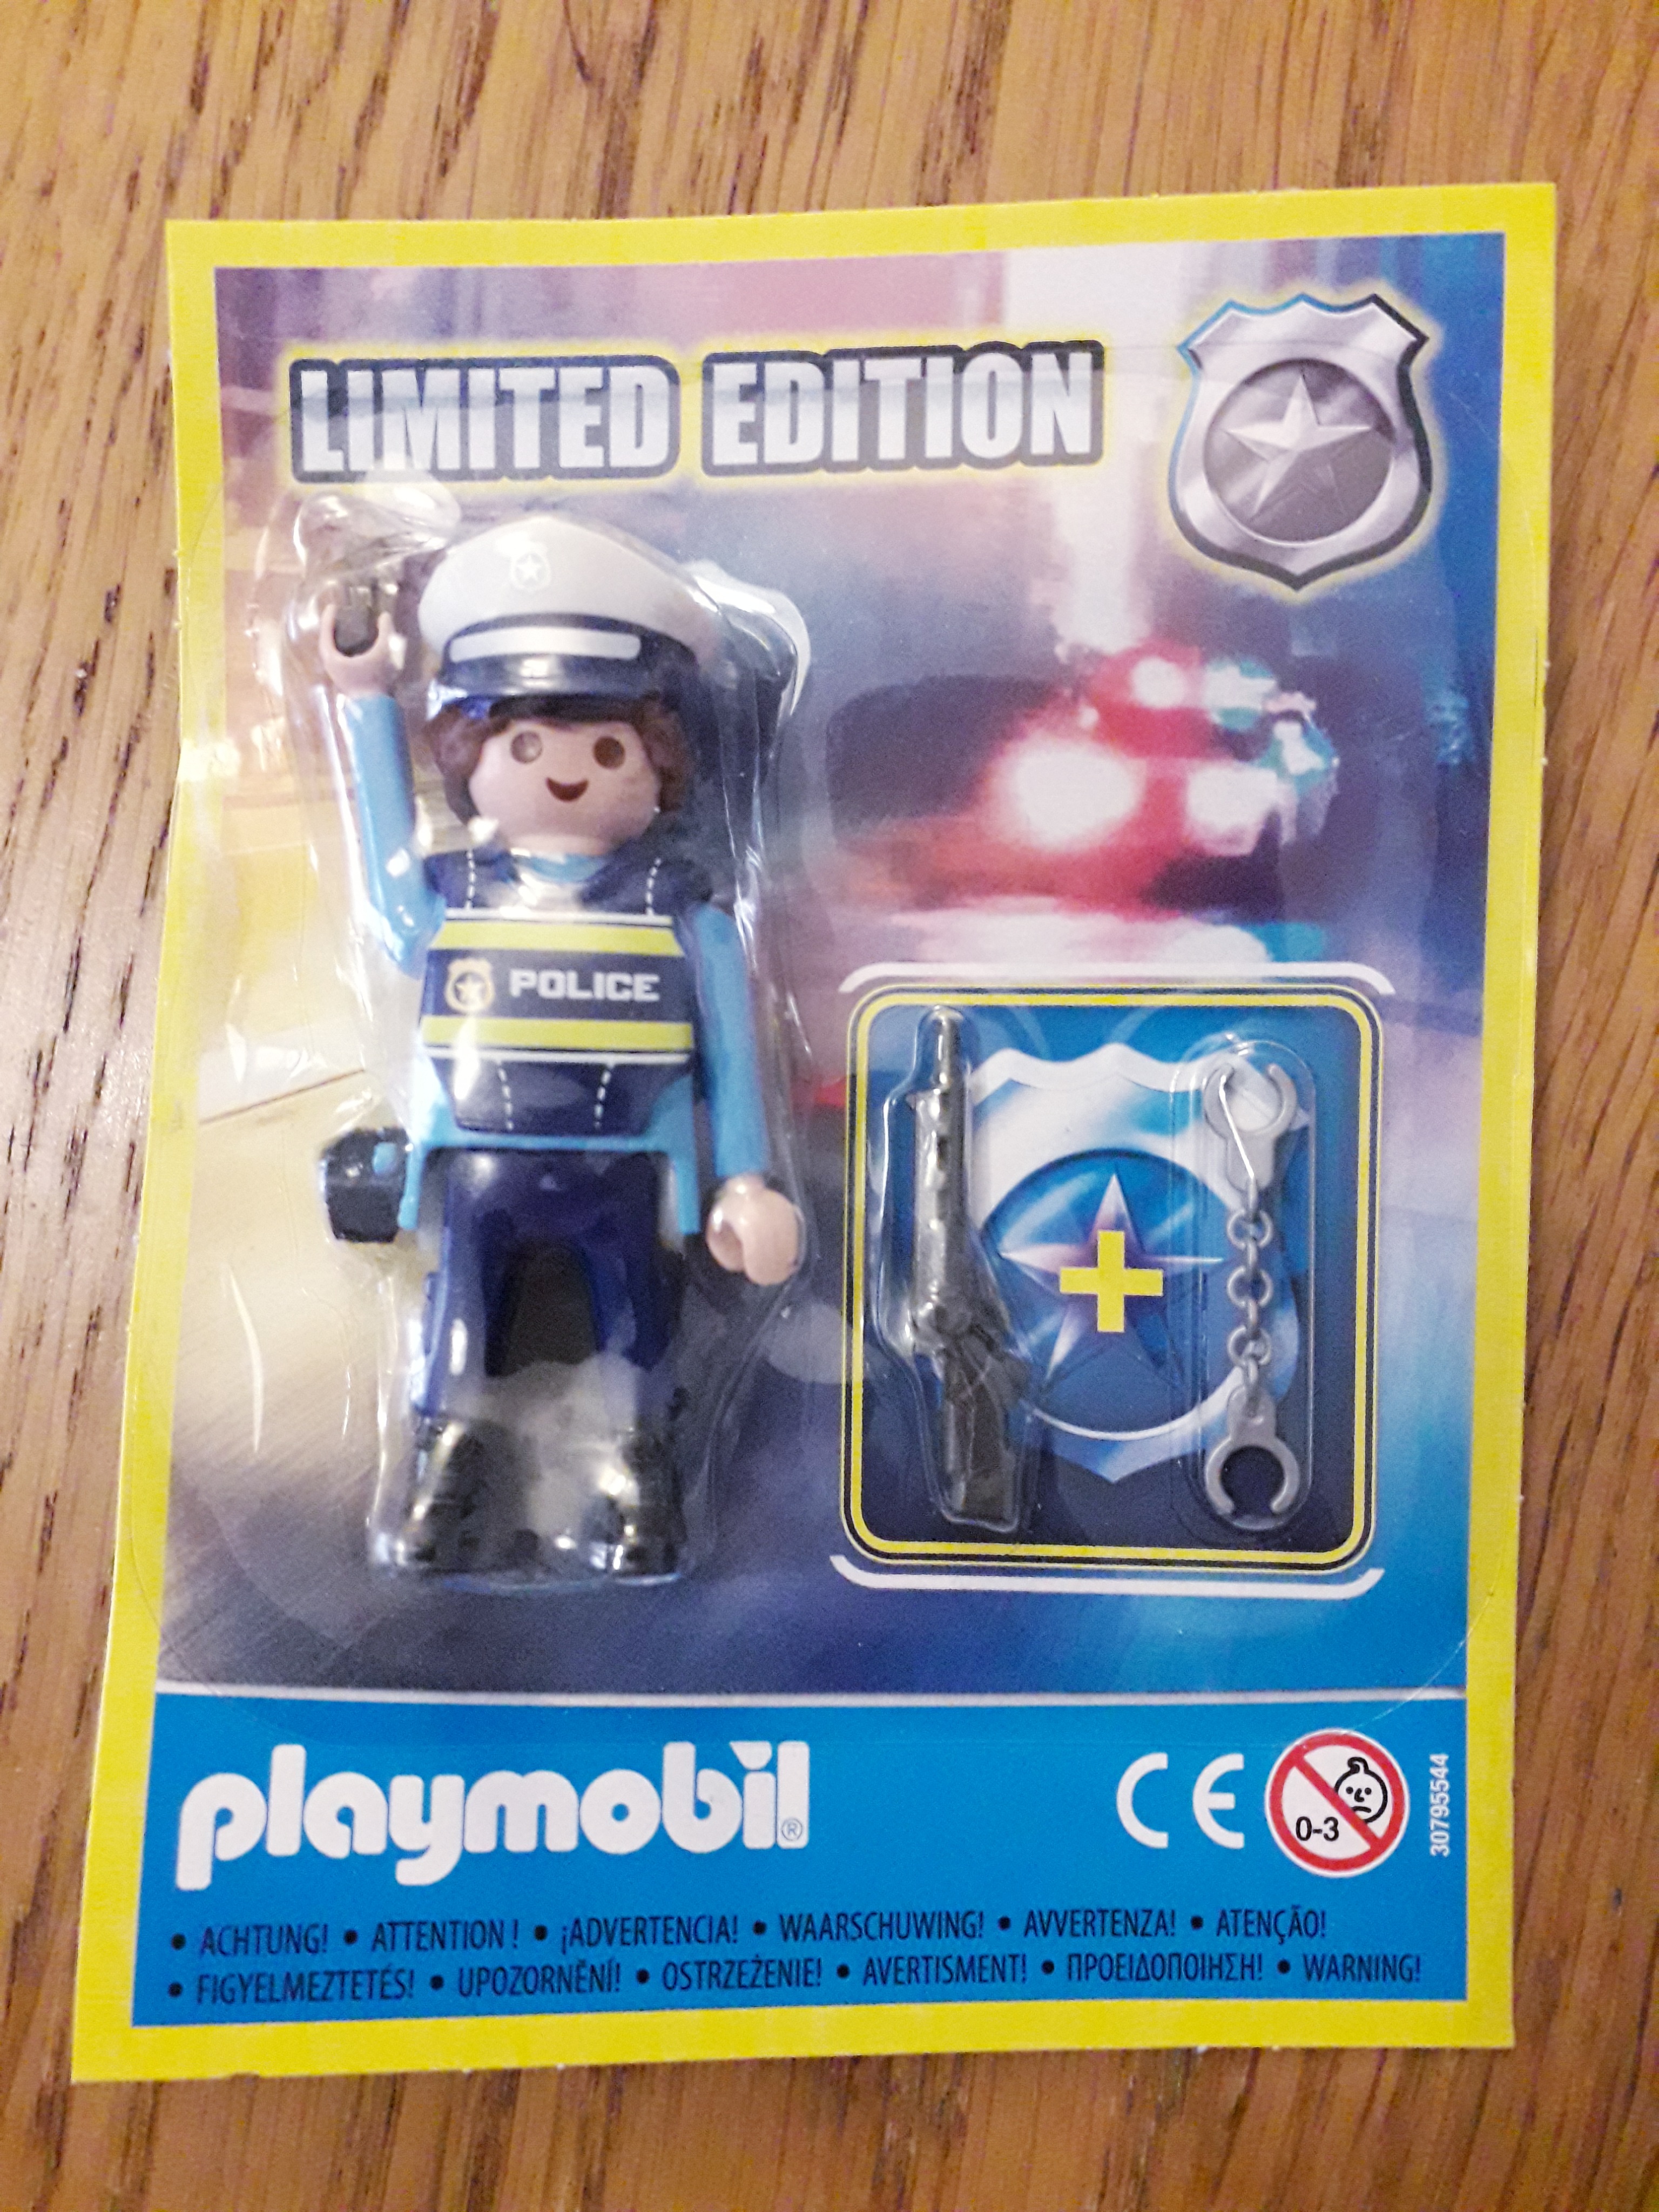 LIMITED EDITION
POLICE
playmobil®
CE
0-3
30795544
• ACHTUNG! • ATTENTION ! • ¡ADVERTENCIA! • WAARSCHUWING! • AVVERTENZA! • ATENÇÃO!
• FIGYELMEZTETÉS! • UPOZORNĚNÍ! • OSTRZEŻENIE! • AVERTISMENT! • ΠΡΟΕΙΔΟΠΟΙΗΣΗ! • WARNING!